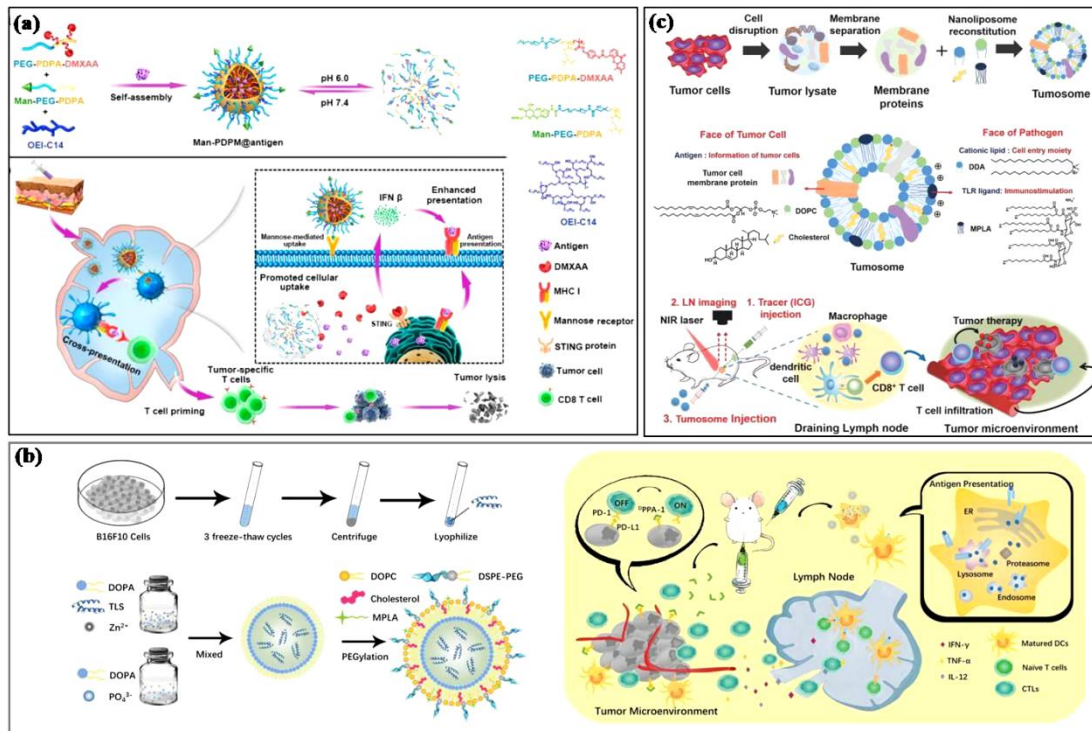 (a)
PEG-PDPA-DMXAA
+
Man-PEG-PDPA
+
OEI-C14
Self-assembly
Man-PDPM@antigen
pH 6.0
pH 7.4
PEG-PDPA-DMXAA
Man-PEG-PDPA
OEI-C14
Mannose-mediated
uptake
IFN β
Enhanced
presentation
Antigen
presentation
Promoted cellular
uptake
STING
Cross-presentation
T cell priming
Tumor-specific
T cells
Tumor lysis
Antigen
DMXAA
MHC I
Mannose receptor
STING protein
Tumor cell
CD8 T cell
(c)
Cell
disruption
Membrane
separation
Nanoliposome
reconstitution
+
Tumor cells
Tumor lysate
Membrane
proteins
Tumosome
Face of Tumor Cell
Antigen : Information of tumor cells
Tumor cell
membrane protein
DOPC
Cholesterol
Tumosome
Face of Pathogen
Cationic lipid : Cell entry moiety
DDA
TLR ligand: Immunostimulation
MPLA
2. LN imaging
NIR laser
1. Tracer (ICG)
injection
3. Tumosome Injection
Macrophage
dendritic
cell
CD8+ T cell
Draining Lymph node
Tumor therapy
T cell infiltration
Tumor microenvironment
(b)
B16F10 Cells
3 freeze-thaw cycles
Centrifuge
Lyophilize
DOPA
TLS
Zn²⁺
DOPA
PO₄³⁻
Mixed
PEGylation
DOPC
Cholesterol
MPLA
DSPE-PEG
OFF
ON
PD-1
PD-L1
ᴰPPA-1
Tumor Microenvironment
Lymph Node
Antigen Presentation
ER
Lysosome
Proteasome
Endosome
IFN-γ
TNF-α
IL-12
Matured DCs
Naïve T cells
CTLs